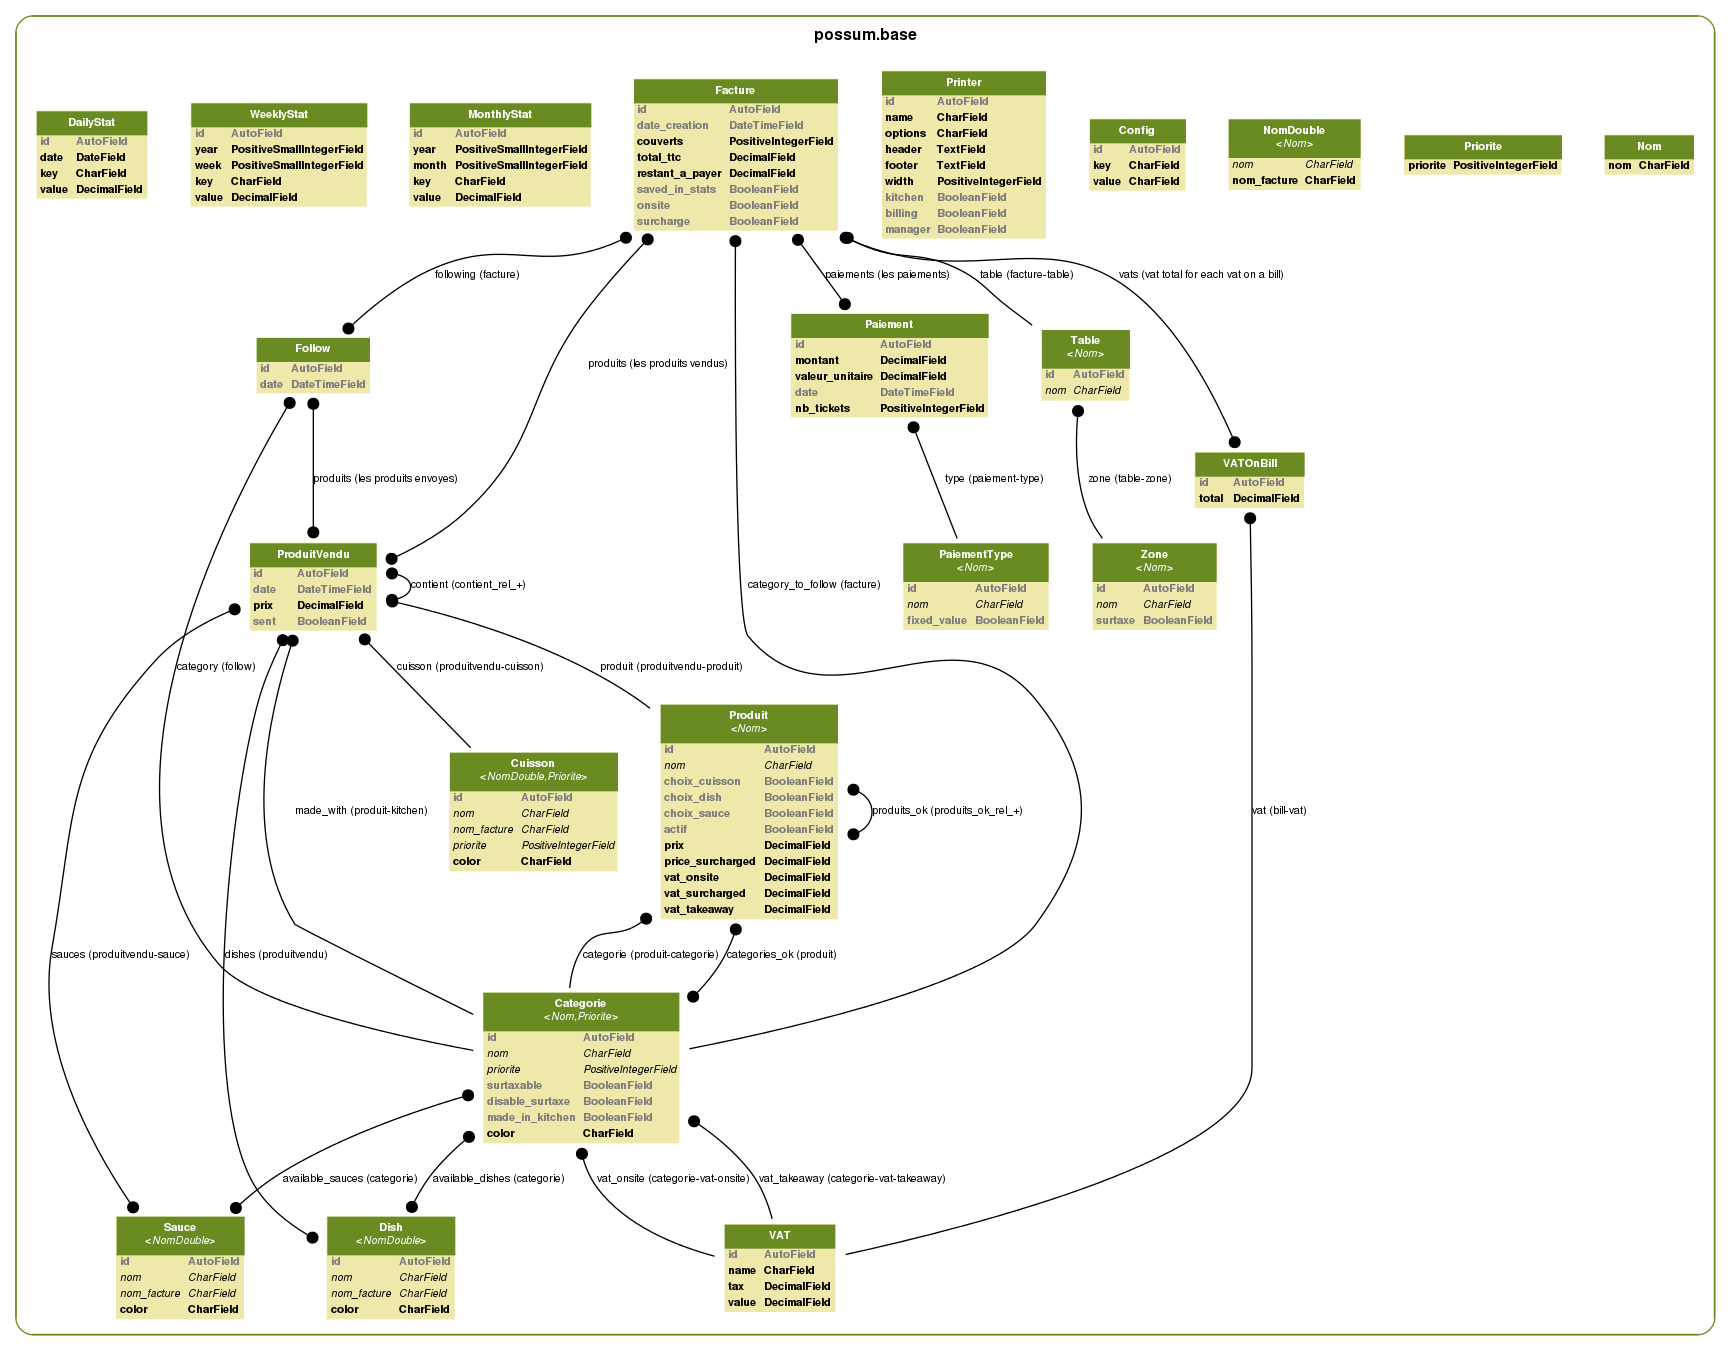 possum.base
DailyStat
id AutoField
date DateField
key CharField
value DecimalField
WeeklyStat
id AutoField
year PositiveSmallIntegerField
week PositiveSmallIntegerField
key CharField
value DecimalField
MonthlyStat
id AutoField
year PositiveSmallIntegerField
month PositiveSmallIntegerField
key CharField
value DecimalField
Facture
id AutoField
date_creation DateTimeField
couverts PositiveIntegerField
total_ttc DecimalField
restant_a_payer DecimalField
saved_in_stats BooleanField
onsite BooleanField
surcharge BooleanField
Printer
id AutoField
name CharField
options CharField
header TextField
footer TextField
width PositiveIntegerField
kitchen BooleanField
billing BooleanField
manager BooleanField
Config
id AutoField
key CharField
value CharField
NomDouble
<Nom>
nom CharField
nom_facture CharField
Priorite
priorite PositiveIntegerField
Nom
nom CharField
following (facture)
paiements (les paiements)
table (facture-table)
vats (vat total for each vat on a bill)
Follow
id AutoField
date DateTimeField
produits (les produits vendus)
Paiement
id AutoField
montant DecimalField
valeur_unitaire DecimalField
date DateTimeField
nb_tickets PositiveIntegerField
Table
<Nom>
id AutoField
nom CharField
VATOnBill
id AutoField
total DecimalField
produits (les produits envoyes)
type (paiement-type)
zone (table-zone)
ProduitVendu
id AutoField
date DateTimeField
prix DecimalField
sent BooleanField
contient (contient_rel_+)
category_to_follow (facture)
PaiementType
<Nom>
id AutoField
nom CharField
fixed_value BooleanField
Zone
<Nom>
id AutoField
nom CharField
surtaxe BooleanField
category (follow)
cuisson (produitvendu-cuisson)
produit (produitvendu-produit)
Cuisson
<NomDouble,Priorite>
id AutoField
nom CharField
nom_facture CharField
priorite PositiveIntegerField
color CharField
Produit
<Nom>
id AutoField
nom CharField
choix_cuisson BooleanField
choix_dish BooleanField
choix_sauce BooleanField
actif BooleanField
prix DecimalField
price_surcharged DecimalField
vat_onsite DecimalField
vat_surcharged DecimalField
vat_takeaway DecimalField
made_with (produit-kitchen)
produits_ok (produits_ok_rel_+)
vat (bill-vat)
sauces (produitvendu-sauce)
dishes (produitvendu)
categorie (produit-categorie)
categories_ok (produit)
Categorie
<Nom,Priorite>
id AutoField
nom CharField
priorite PositiveIntegerField
surtaxable BooleanField
disable_surtaxe BooleanField
made_in_kitchen BooleanField
color CharField
available_sauces (categorie)
available_dishes (categorie)
vat_onsite (categorie-vat-onsite)
vat_takeaway (categorie-vat-takeaway)
Sauce
<NomDouble>
id AutoField
nom CharField
nom_facture CharField
color CharField
Dish
<NomDouble>
id AutoField
nom CharField
nom_facture CharField
color CharField
VAT
id AutoField
name CharField
tax DecimalField
value DecimalField